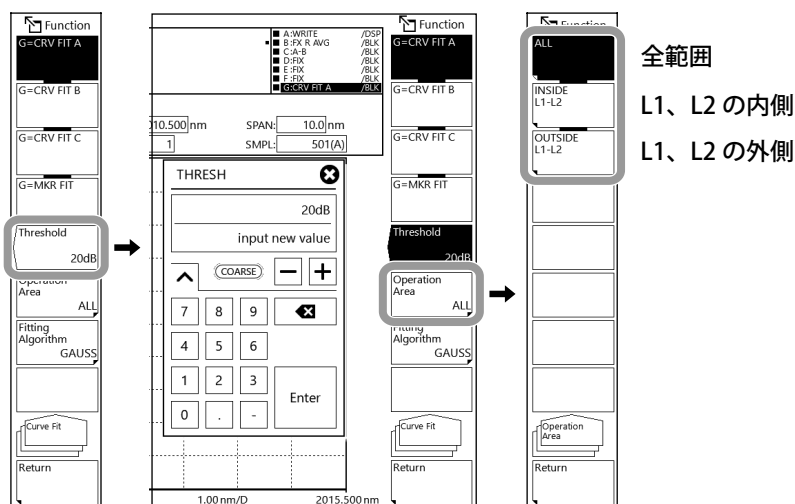 Function
G=CRV FIT A
G=CRV FIT B
G=CRV FIT C
G=MKR FIT
Threshold
20dB
Operation
Area
ALL
Fitting
Algorithm
GAUSS
Curve Fit
Return
A:WRITE /DSP
B:FX R AVG /BLK
C:A-B /BLK
D:FIX /BLK
E:FIX /BLK
F:FIX /BLK
G:CRV FIT A /BLK
010.500 nm SPAN: 10.0 nm
1 SMPL: 501(A)
THRESH
20dB
input new value
COARSE
7 8 9
4 5 6
1 2 3
Enter
0 . -
1.00 nm/D 2015.500 nm
Function
G=CRV FIT A
G=CRV FIT B
G=CRV FIT C
G=MKR FIT
Threshold
20dB
Operation
Area
ALL
Fitting
Algorithm
GAUSS
Curve Fit
Return
Function
ALL
INSIDE
L1-L2
OUTSIDE
L1-L2
Operation
Area
Return
全範囲
L1、L2 の内側
L1、L2 の外側